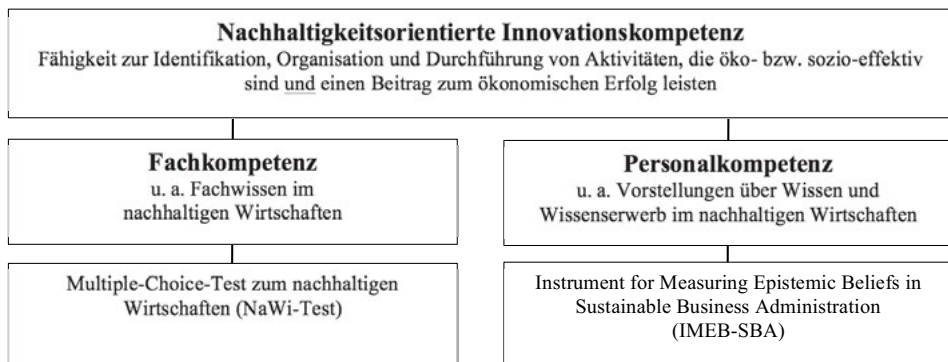 Nachhaltigkeitsorientierte Innovationskompetenz
Fähigkeit zur Identifikation, Organisation und Durchführung von Aktivitäten, die öko- bzw. sozio-effektiv
sind und einen Beitrag zum ökonomischen Erfolg leisten
Fachkompetenz
u. a. Fachwissen im
nachhaltigen Wirtschaften
Personalkompetenz
u. a. Vorstellungen über Wissen und
Wissenserwerb im nachhaltigen Wirtschaften
Multiple-Choice-Test zum nachhaltigen
Wirtschaften (NaWi-Test)
Instrument for Measuring Epistemic Beliefs in
Sustainable Business Administration
(IMEB-SBA)